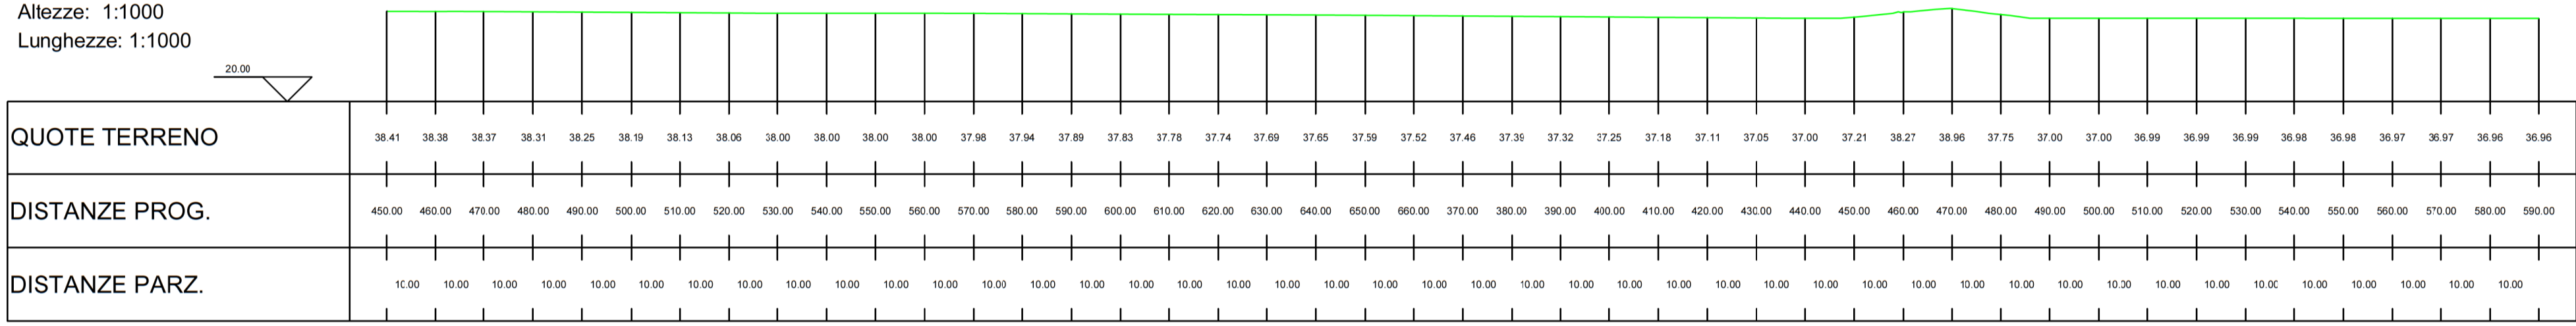 Altezze: 1:1000
Lunghezze: 1:1000
20.00
QUOTE TERRENO 38.41 38.38 38.37 38.31 38.25 38.19 38.13 38.06 38.00 38.00 38.00 38.00 37.98 37.94 37.89 37.83 37.78 37.74 37.69 37.65 37.59 37.52 37.46 37.39 37.32 37.25 37.18 37.11 37.05 37.00 37.21 38.27 38.96 37.75 37.00 37.00 36.99 36.99 36.99 36.98 36.98 36.97 36.97 36.96 36.96
DISTANZE PROG. 450.00 460.00 470.00 480.00 490.00 500.00 510.00 520.00 530.00 540.00 550.00 560.00 570.00 580.00 590.00 600.00 610.00 620.00 630.00 640.00 650.00 660.00 370.00 380.00 390.00 400.00 410.00 420.00 430.00 440.00 450.00 460.00 470.00 480.00 490.00 500.00 510.00 520.00 530.00 540.00 550.00 560.00 570.00 580.00 590.00
DISTANZE PARZ. 10.00 10.00 10.00 10.00 10.00 10.00 10.00 10.00 10.00 10.00 10.00 10.00 10.00 10.00 10.00 10.00 10.00 10.00 10.00 10.00 10.00 10.00 10.00 10.00 10.00 10.00 10.00 10.00 10.00 10.00 10.00 10.00 10.00 10.00 10.00 10.00 10.00 10.00 10.00 10.00 10.00 10.00 10.00 10.00